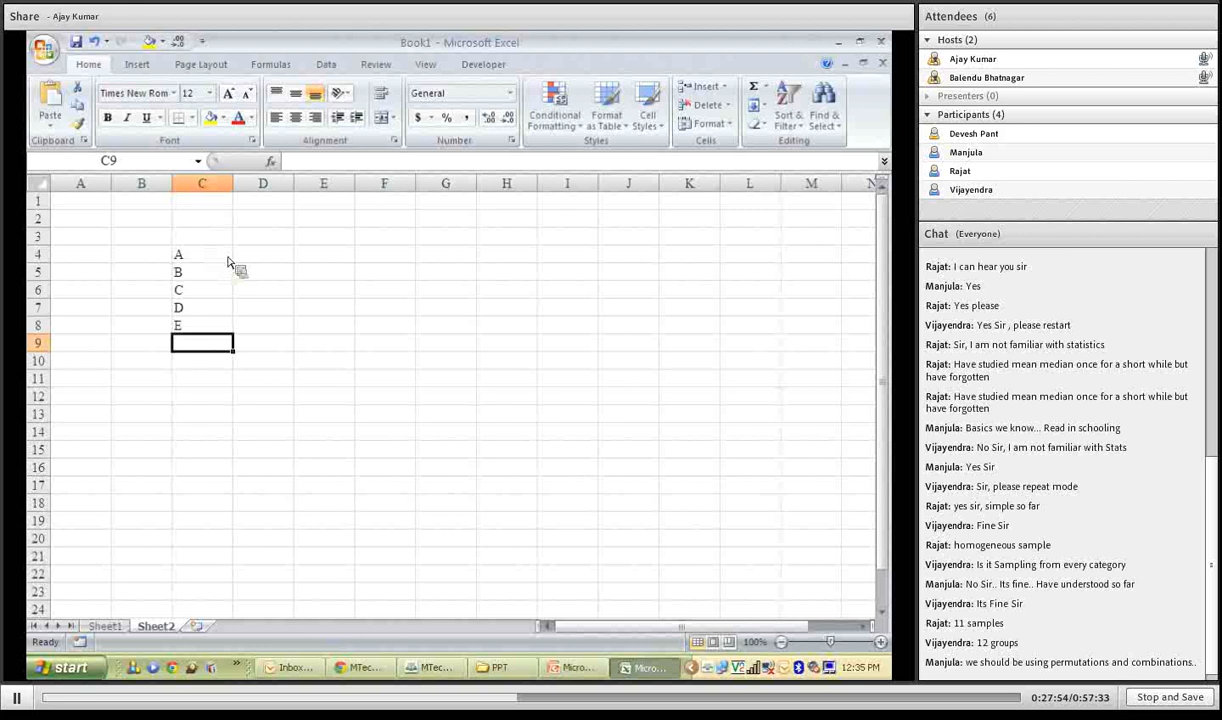 Share - Ajay Kumar
Book1 - Microsoft Excel
Home Insert Page Layout Formulas Data Review View Developer
Times New Rom 12 A A
General
Insert
Delete
Format
Paste
B I U
$ % ,
Conditional Formatting
Format as Table
Cell Styles
Σ
Sort & Filter
Find & Select
Clipboard Font Alignment Number Styles Cells Editing
C9 fx
A B C D E F G H I J K L M N
1
2
3
4 A
5 B
6 C
7 D
8 E
9
10
11
12
13
14
15
16
17
18
19
20
21
22
23
24
Sheet1 Sheet2
Ready 100%
start Inbox... MTec... MTec... PPT Micro... Micro... 12:35 PM
Attendees (6)
Hosts (2)
Ajay Kumar
Balendu Bhatnagar
Presenters (0)
Participants (4)
Devesh Pant
Manjula
Rajat
Vijayendra
Chat (Everyone)
Rajat: I can hear you sir
Manjula: Yes
Rajat: Yes please
Vijayendra: Yes Sir , please restart
Rajat: Sir, I am not familiar with statistics
Rajat: Have studied mean median once for a short while but
have forgotten
Rajat: Have studied mean median once for a short while but
have forgotten
Manjula: Basics we know... Read in schooling
Vijayendra: No Sir, I am not familiar with Stats
Manjula: Yes Sir
Vijayendra: Sir, please repeat mode
Rajat: yes sir, simple so far
Vijayendra: Fine Sir
Rajat: homogeneous sample
Vijayendra: Is it Sampling from every category
Manjula: No Sir.. Its fine.. Have understood so far
Vijayendra: Its Fine Sir
Rajat: 11 samples
Vijayendra: 12 groups
Manjula: we should be using permutations and combinations..
0:27:54/0:57:33 Stop and Save